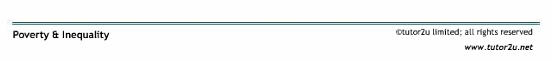 Poverty & Inequality
©tutor2u limited; all rights reserved
www.tutor2u.net